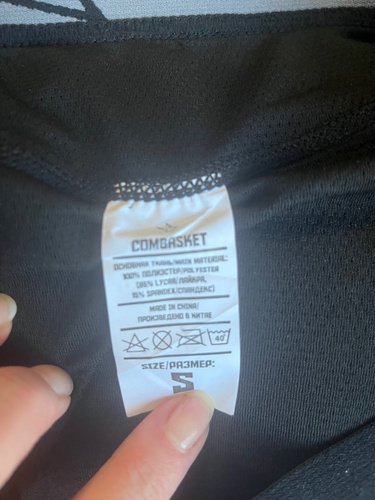 COMBASKET
ОСНОВНАЯ ТКАНЬ/MAIN MATERIAL:
100% ПОЛИЭСТЕР/POLYESTER
(85% LYCAR/ЛАЙКРА,
15% SPANDEX/СПАНДЕКС)
MADE IN CHINA/
ПРОИЗВЕДЕНО В КИТАЕ
40°
SIZE/РАЗМЕР:
S